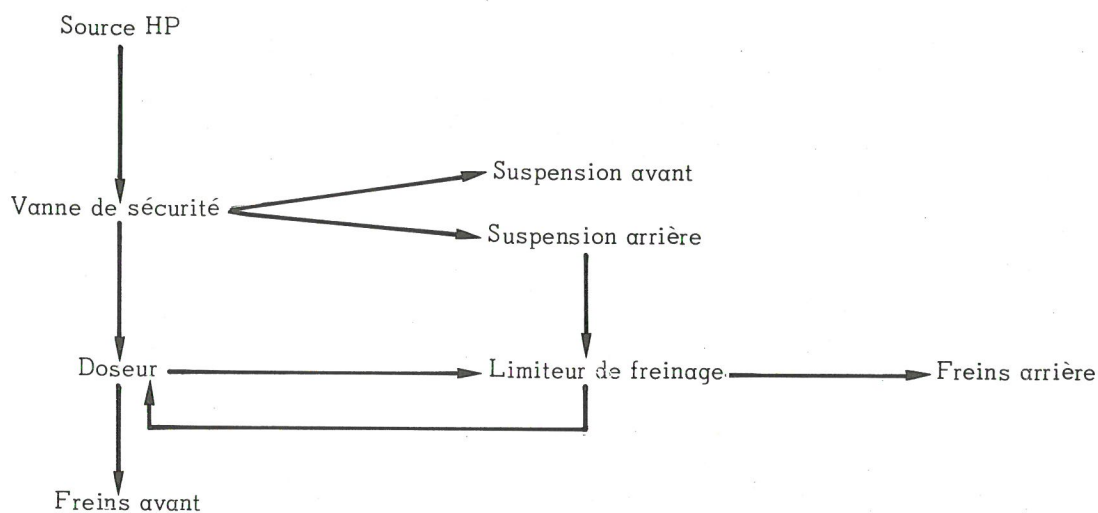 Source HP
Suspension avant
Vanne de sécurité
Suspension arrière
Doseur
Limiteur de freinage
Freins arrière
Freins avant